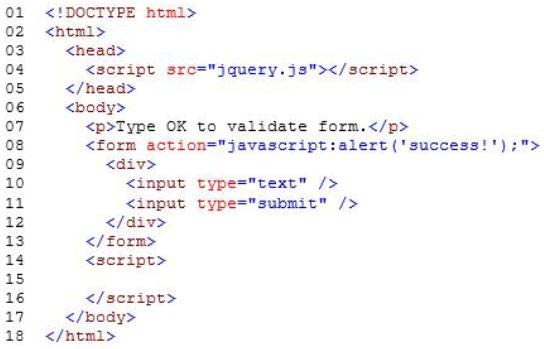 01 <!DOCTYPE html>
02 <html>
03   <head>
04     <script src="jquery.js"></script>
05   </head>
06   <body>
07     <p>Type OK to validate form.</p>
08     <form action="javascript:alert('success!');">
09       <div>
10         <input type="text" />
11         <input type="submit" />
12       </div>
13     </form>
14     <script>
15
16     </script>
17   </body>
18 </html>